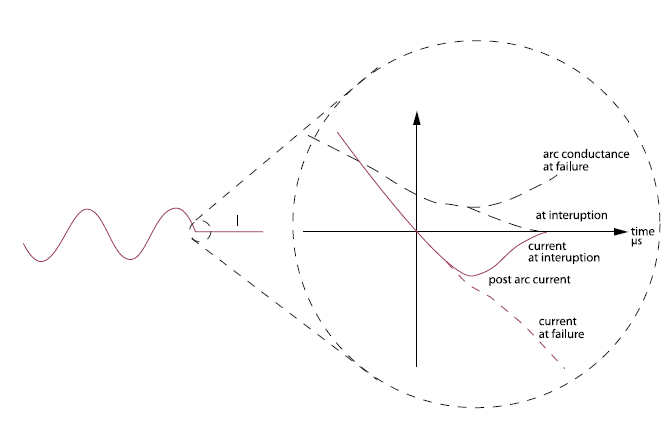 arc conductance
at failure
at interuption
I
time
µs
current
at interuption
post arc current
current
at failure